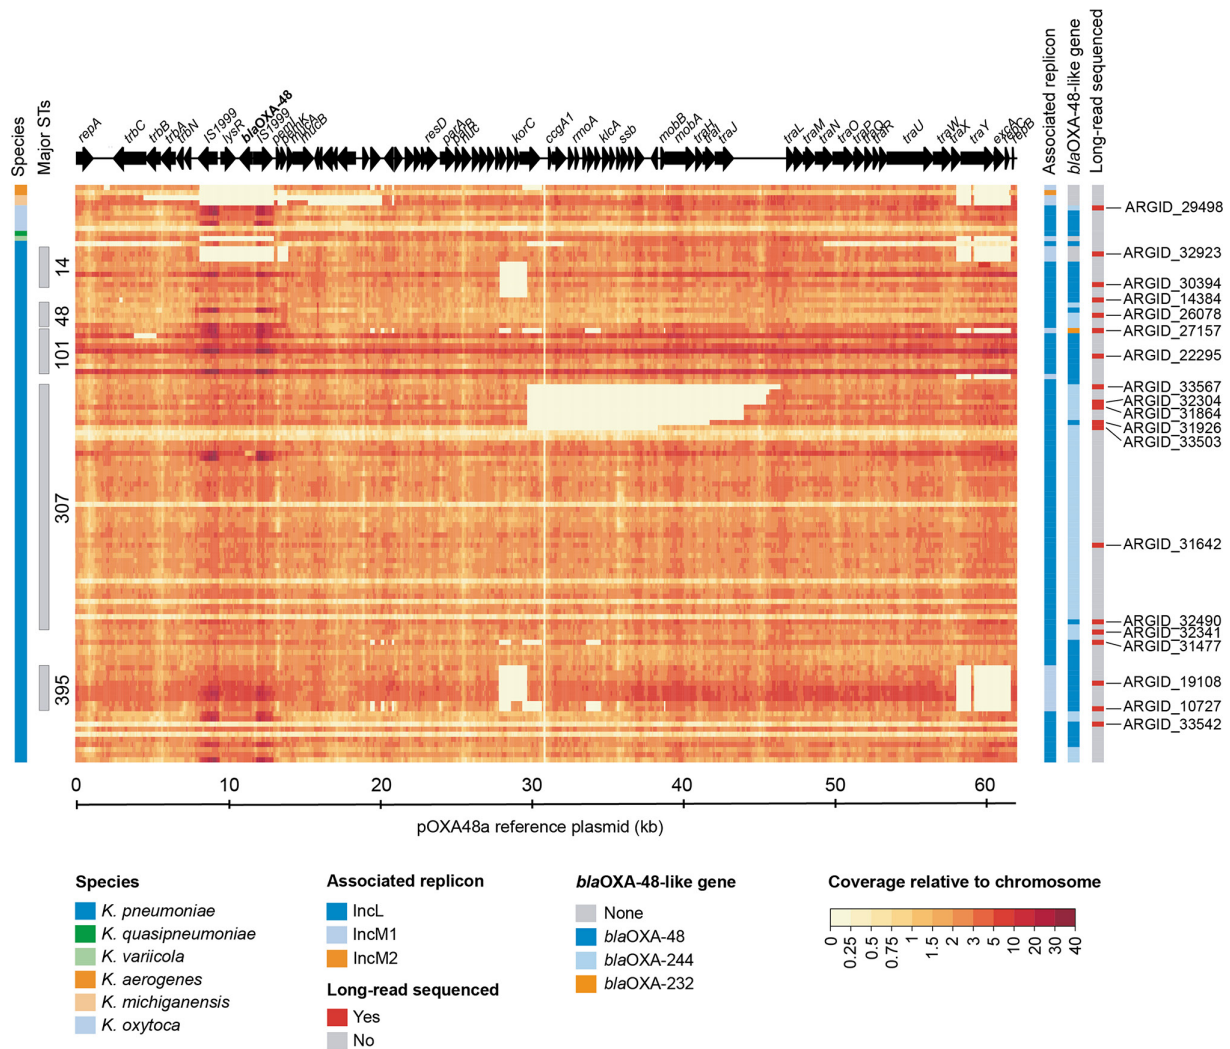 Species
Major STs
repA
trbC
trbB
trbA
trbN
IS1999
lysR
blaOXA-48
IS1999
pemK
mucB
resD
parA
nuc
korC
ccgA1
rmoA
klcA
ssb
mobB
mobA
traH
traI
traJ
traL
traM
traN
traO
traP
traQ
traR
traU
traW
traX
traY
excA
repC
repB
Associated replicon
blaOXA-48-like gene
Long-read sequenced
14
48
101
307
395
ARGID_29498
ARGID_32923
ARGID_30394
ARGID_14384
ARGID_26078
ARGID_27157
ARGID_22295
ARGID_33567
ARGID_32304
ARGID_31864
ARGID_31926
ARGID_33503
ARGID_31642
ARGID_32490
ARGID_32341
ARGID_31477
ARGID_19108
ARGID_10727
ARGID_33542
0 10 20 30 40 50 60
pOXA48a reference plasmid (kb)
Species
K. pneumoniae
K. quasipneumoniae
K. variicola
K. aerogenes
K. michiganensis
K. oxytoca
Associated replicon
IncL
IncM1
IncM2
Long-read sequenced
Yes
No
blaOXA-48-like gene
None
blaOXA-48
blaOXA-244
blaOXA-232
Coverage relative to chromosome
0 0.25 0.5 0.75 1 1.5 2 3 5 10 20 30 40